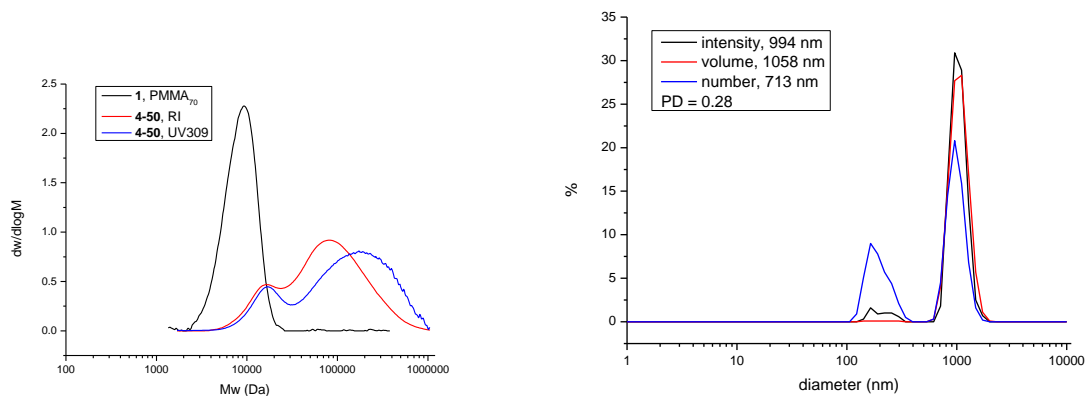 1, PMMA70
4-50, RI
4-50, UV309
2.5
2.0
1.5
1.0
0.5
0.0
dw/dlogM
100 1000 10000 100000 1000000
Mw (Da)
intensity, 994 nm
volume, 1058 nm
number, 713 nm
PD = 0.28
35
30
25
20
15
10
5
0
%
1 10 100 1000 10000
diameter (nm)